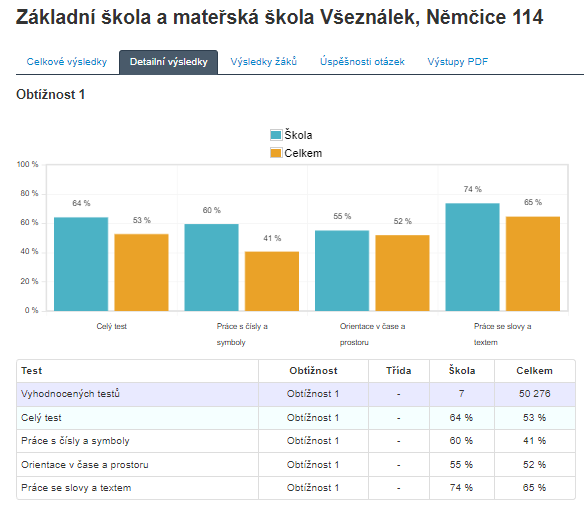 Základní škola a mateřská škola Všeználek, Němčice 114
Celkové výsledky Detailní výsledky Výsledky žáků Úspěšnosti otázek Výstupy PDF
Obtížnost 1
Škola
Celkem
100 %
80 %
60 %
40 %
20 %
0 %
64 % 53 % 60 % 41 % 55 % 52 % 74 % 65 %
Celý test
Práce s čísly a
symboly
Orientace v čase a
prostoru
Práce se slovy a
textem
Test Obtížnost Třída Škola Celkem
Vyhodnocených testů Obtížnost 1 - 7 50 276
Celý test Obtížnost 1 - 64 % 53 %
Práce s čísly a symboly Obtížnost 1 - 60 % 41 %
Orientace v čase a prostoru Obtížnost 1 - 55 % 52 %
Práce se slovy a textem Obtížnost 1 - 74 % 65 %